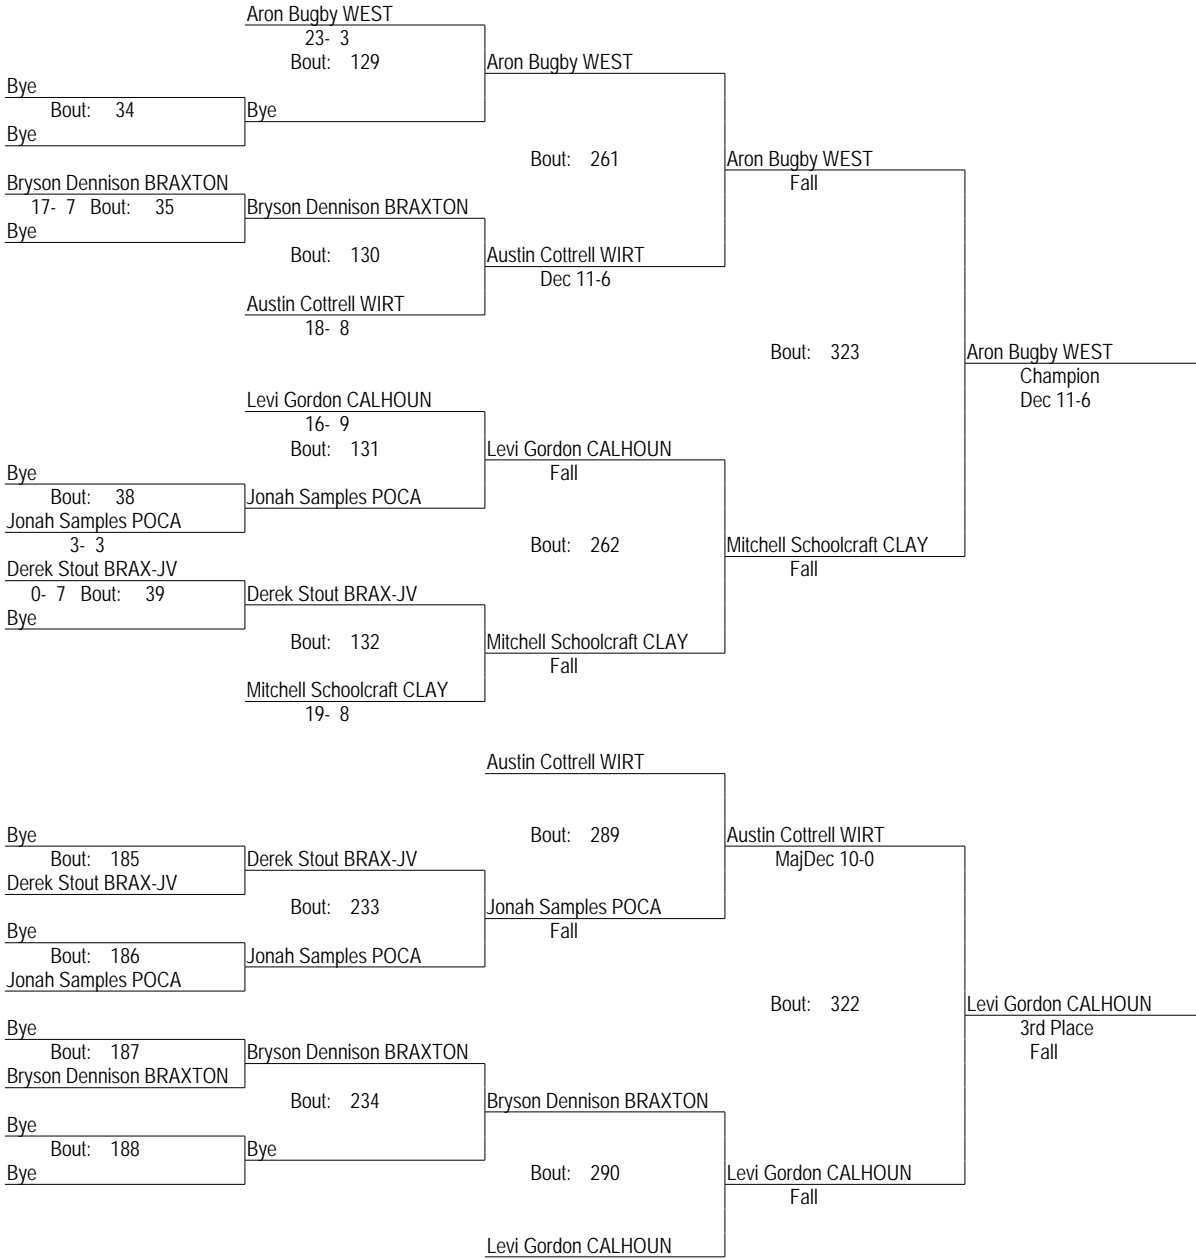 Aron Bugby WEST
23- 3
Bout: 129
Aron Bugby WEST
Bye
Bout: 34
Bye
Bye
Bout: 261
Aron Bugby WEST
Fall
Bryson Dennison BRAXTON
17- 7 Bout: 35
Bryson Dennison BRAXTON
Bye
Bout: 130
Austin Cottrell WIRT
Dec 11-6
Austin Cottrell WIRT
18- 8
Bout: 323
Aron Bugby WEST
Champion
Dec 11-6
Levi Gordon CALHOUN
16- 9
Bout: 131
Levi Gordon CALHOUN
Fall
Bye
Bout: 38
Jonah Samples POCA
Jonah Samples POCA
3- 3
Bout: 262
Mitchell Schoolcraft CLAY
Fall
Derek Stout BRAX-JV
0- 7 Bout: 39
Derek Stout BRAX-JV
Bye
Bout: 132
Mitchell Schoolcraft CLAY
Fall
Mitchell Schoolcraft CLAY
19- 8
Austin Cottrell WIRT
Bye
Bout: 289
Austin Cottrell WIRT
MajDec 10-0
Bout: 185
Derek Stout BRAX-JV
Derek Stout BRAX-JV
Bout: 233
Jonah Samples POCA
Fall
Bye
Bout: 186
Jonah Samples POCA
Jonah Samples POCA
Bout: 322
Levi Gordon CALHOUN
3rd Place
Fall
Bye
Bout: 187
Bryson Dennison BRAXTON
Bryson Dennison BRAXTON
Bout: 234
Bryson Dennison BRAXTON
Bye
Bout: 188
Bye
Bye
Bout: 290
Levi Gordon CALHOUN
Fall
Levi Gordon CALHOUN